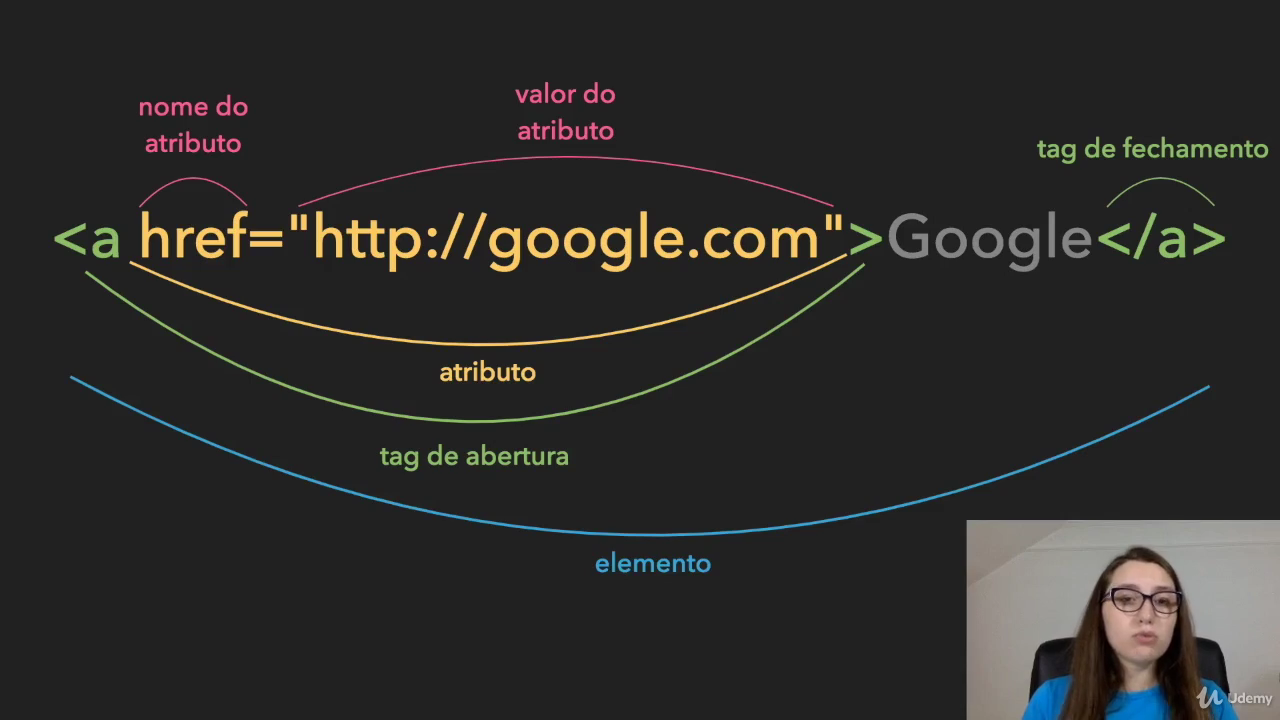 nome do
atributo
valor do
atributo
tag de fechamento
<a href="http://google.com">Google</a>
atributo
tag de abertura
elemento
Udemy